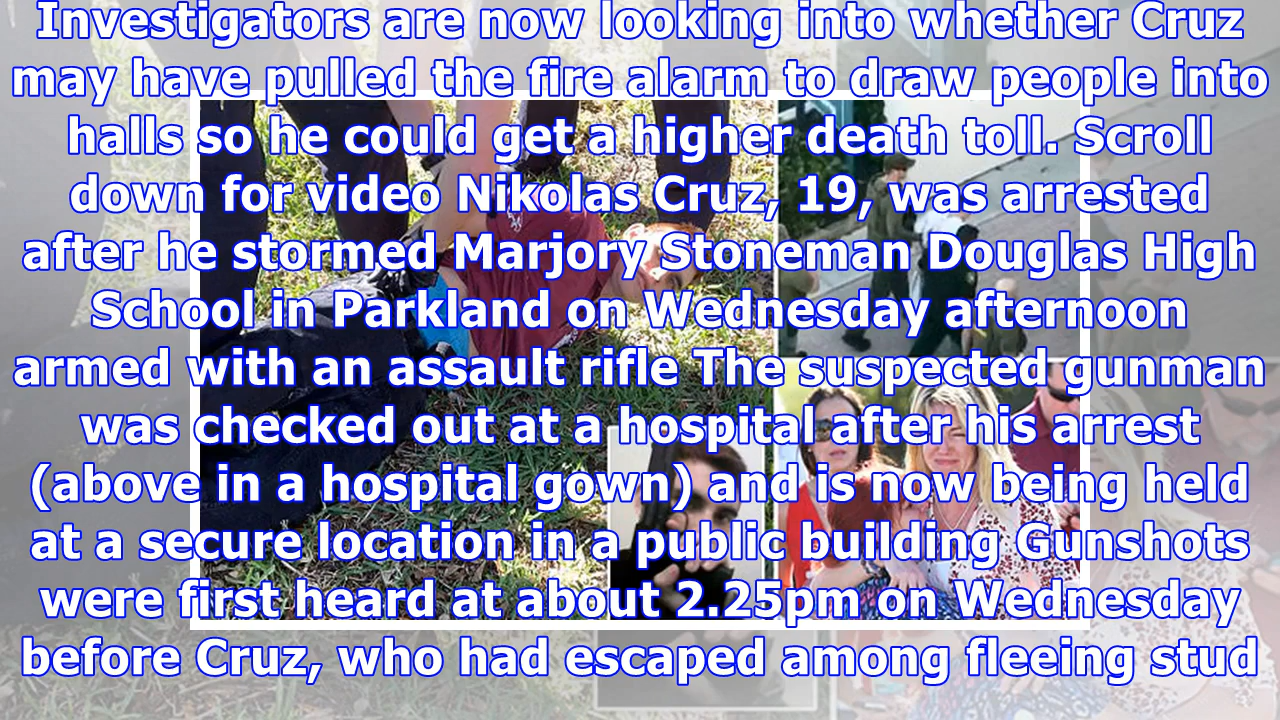 Investigators are now looking into whether Cruz
may have pulled the fire alarm to draw people into
halls so he could get a higher death toll. Scroll
down for video Nikolas Cruz, 19, was arrested
after he stormed Marjory Stoneman Douglas High
School in Parkland on Wednesday afternoon
armed with an assault rifle The suspected gunman
was checked out at a hospital after his arrest
(above in a hospital gown) and is now being held
at a secure location in a public building Gunshots
were first heard at about 2.25pm on Wednesday
before Cruz, who had escaped among fleeing stud